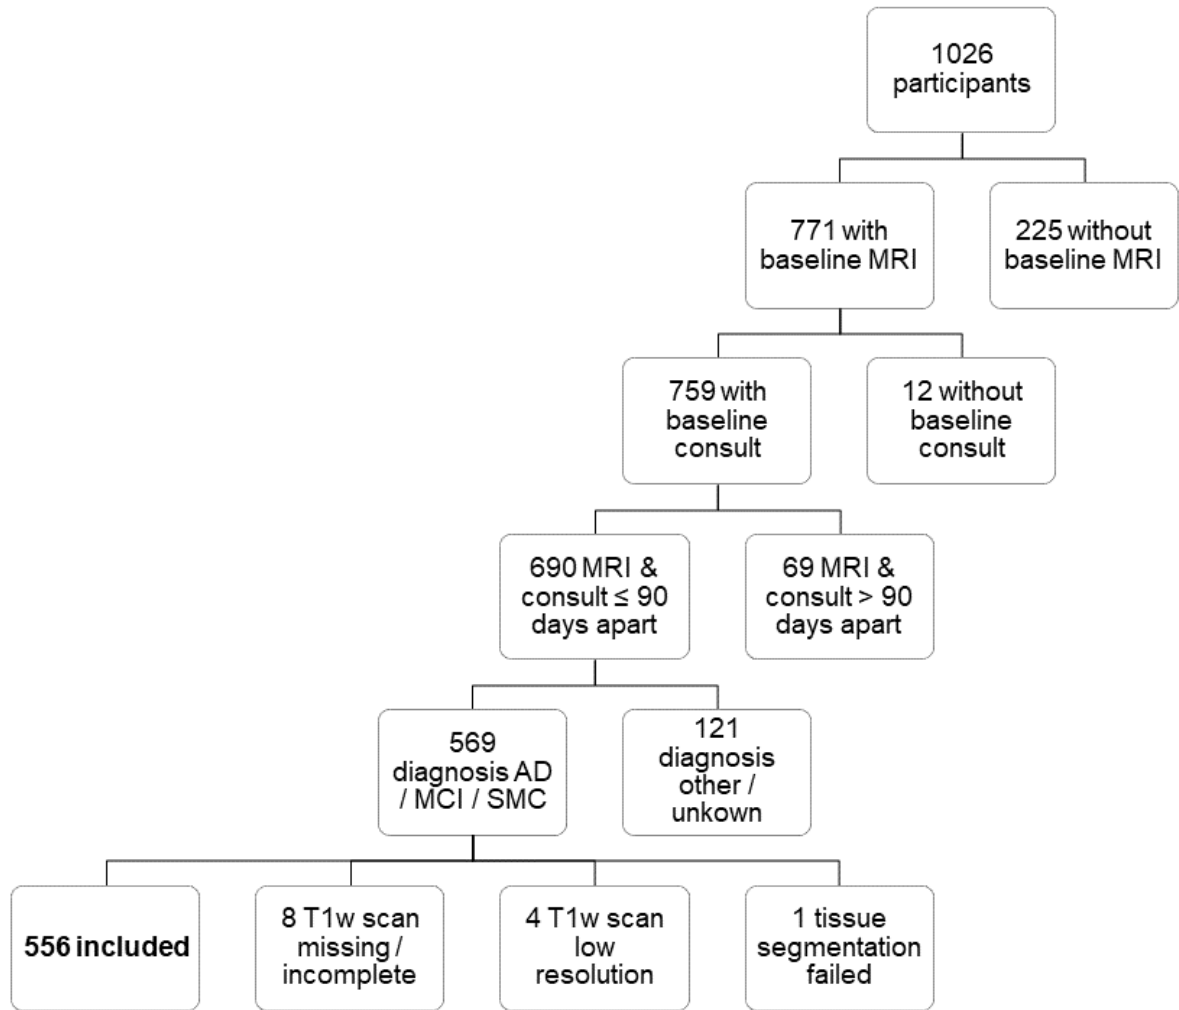 1026
participants
771 with
baseline MRI
225 without
baseline MRI
759 with
baseline
consult
12 without
baseline
consult
690 MRI &
consult ≤ 90
days apart
69 MRI &
consult > 90
days apart
569
diagnosis AD
/ MCI / SMC
121
diagnosis
other /
unkown
556 included
8 T1w scan
missing /
incomplete
4 T1w scan
low
resolution
1 tissue
segmentation
failed